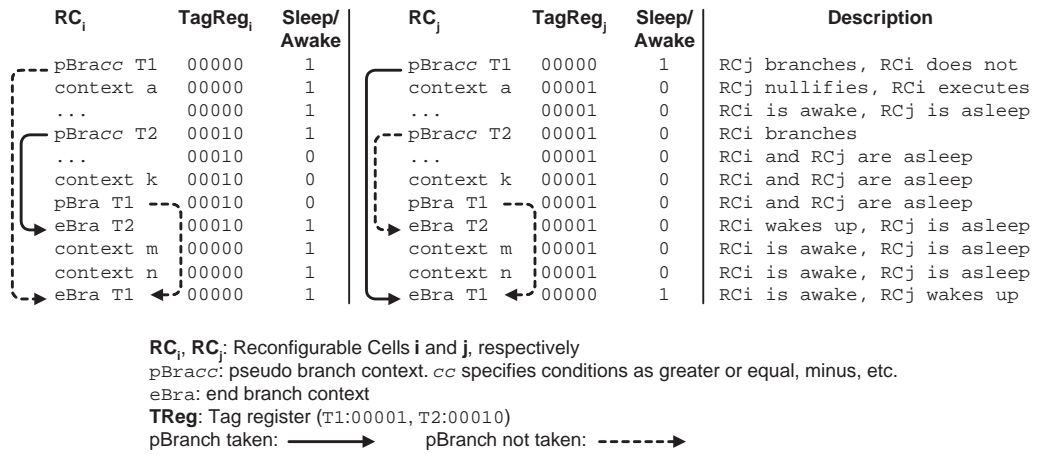 RCi TagRegi Sleep/Awake RCj TagRegj Sleep/Awake Description
pBracc T1 00000 1 pBracc T1 00000 1 RCj branches, RCi does not
context a 00000 1 context a 00000 0 RCj nullifies, RCi executes
... 00000 1 ... 00001 0 RCi is awake, RCj is asleep
pBracc T2 00010 1 pBracc T2 00001 0 RCi branches
... 00010 0 ... 00001 0 RCi and RCj are asleep
context k 00010 0 context k 00001 0 RCi and RCj are asleep
pBra T1 00010 0 pBra T1 00001 0 RCi and RCj are asleep
eBra T2 00010 1 eBra T2 00001 0 RCi wakes up, RCj is asleep
context m 00000 1 context m 00001 0 RCi is awake, RCj is asleep
context n 00000 1 context n 00001 0 RCi is awake, RCj is asleep
eBra T1 00000 1 eBra T1 00000 1 RCi is awake, RCj wakes up
RCi, RCj: Reconfigurable Cells i and j, respectively
pBracc: pseudo branch context. cc specifies conditions as greater or equal, minus, etc.
eBra: end branch context
TReg: Tag register (T1:00001, T2:00010)
pBranch taken: pBranch not taken: